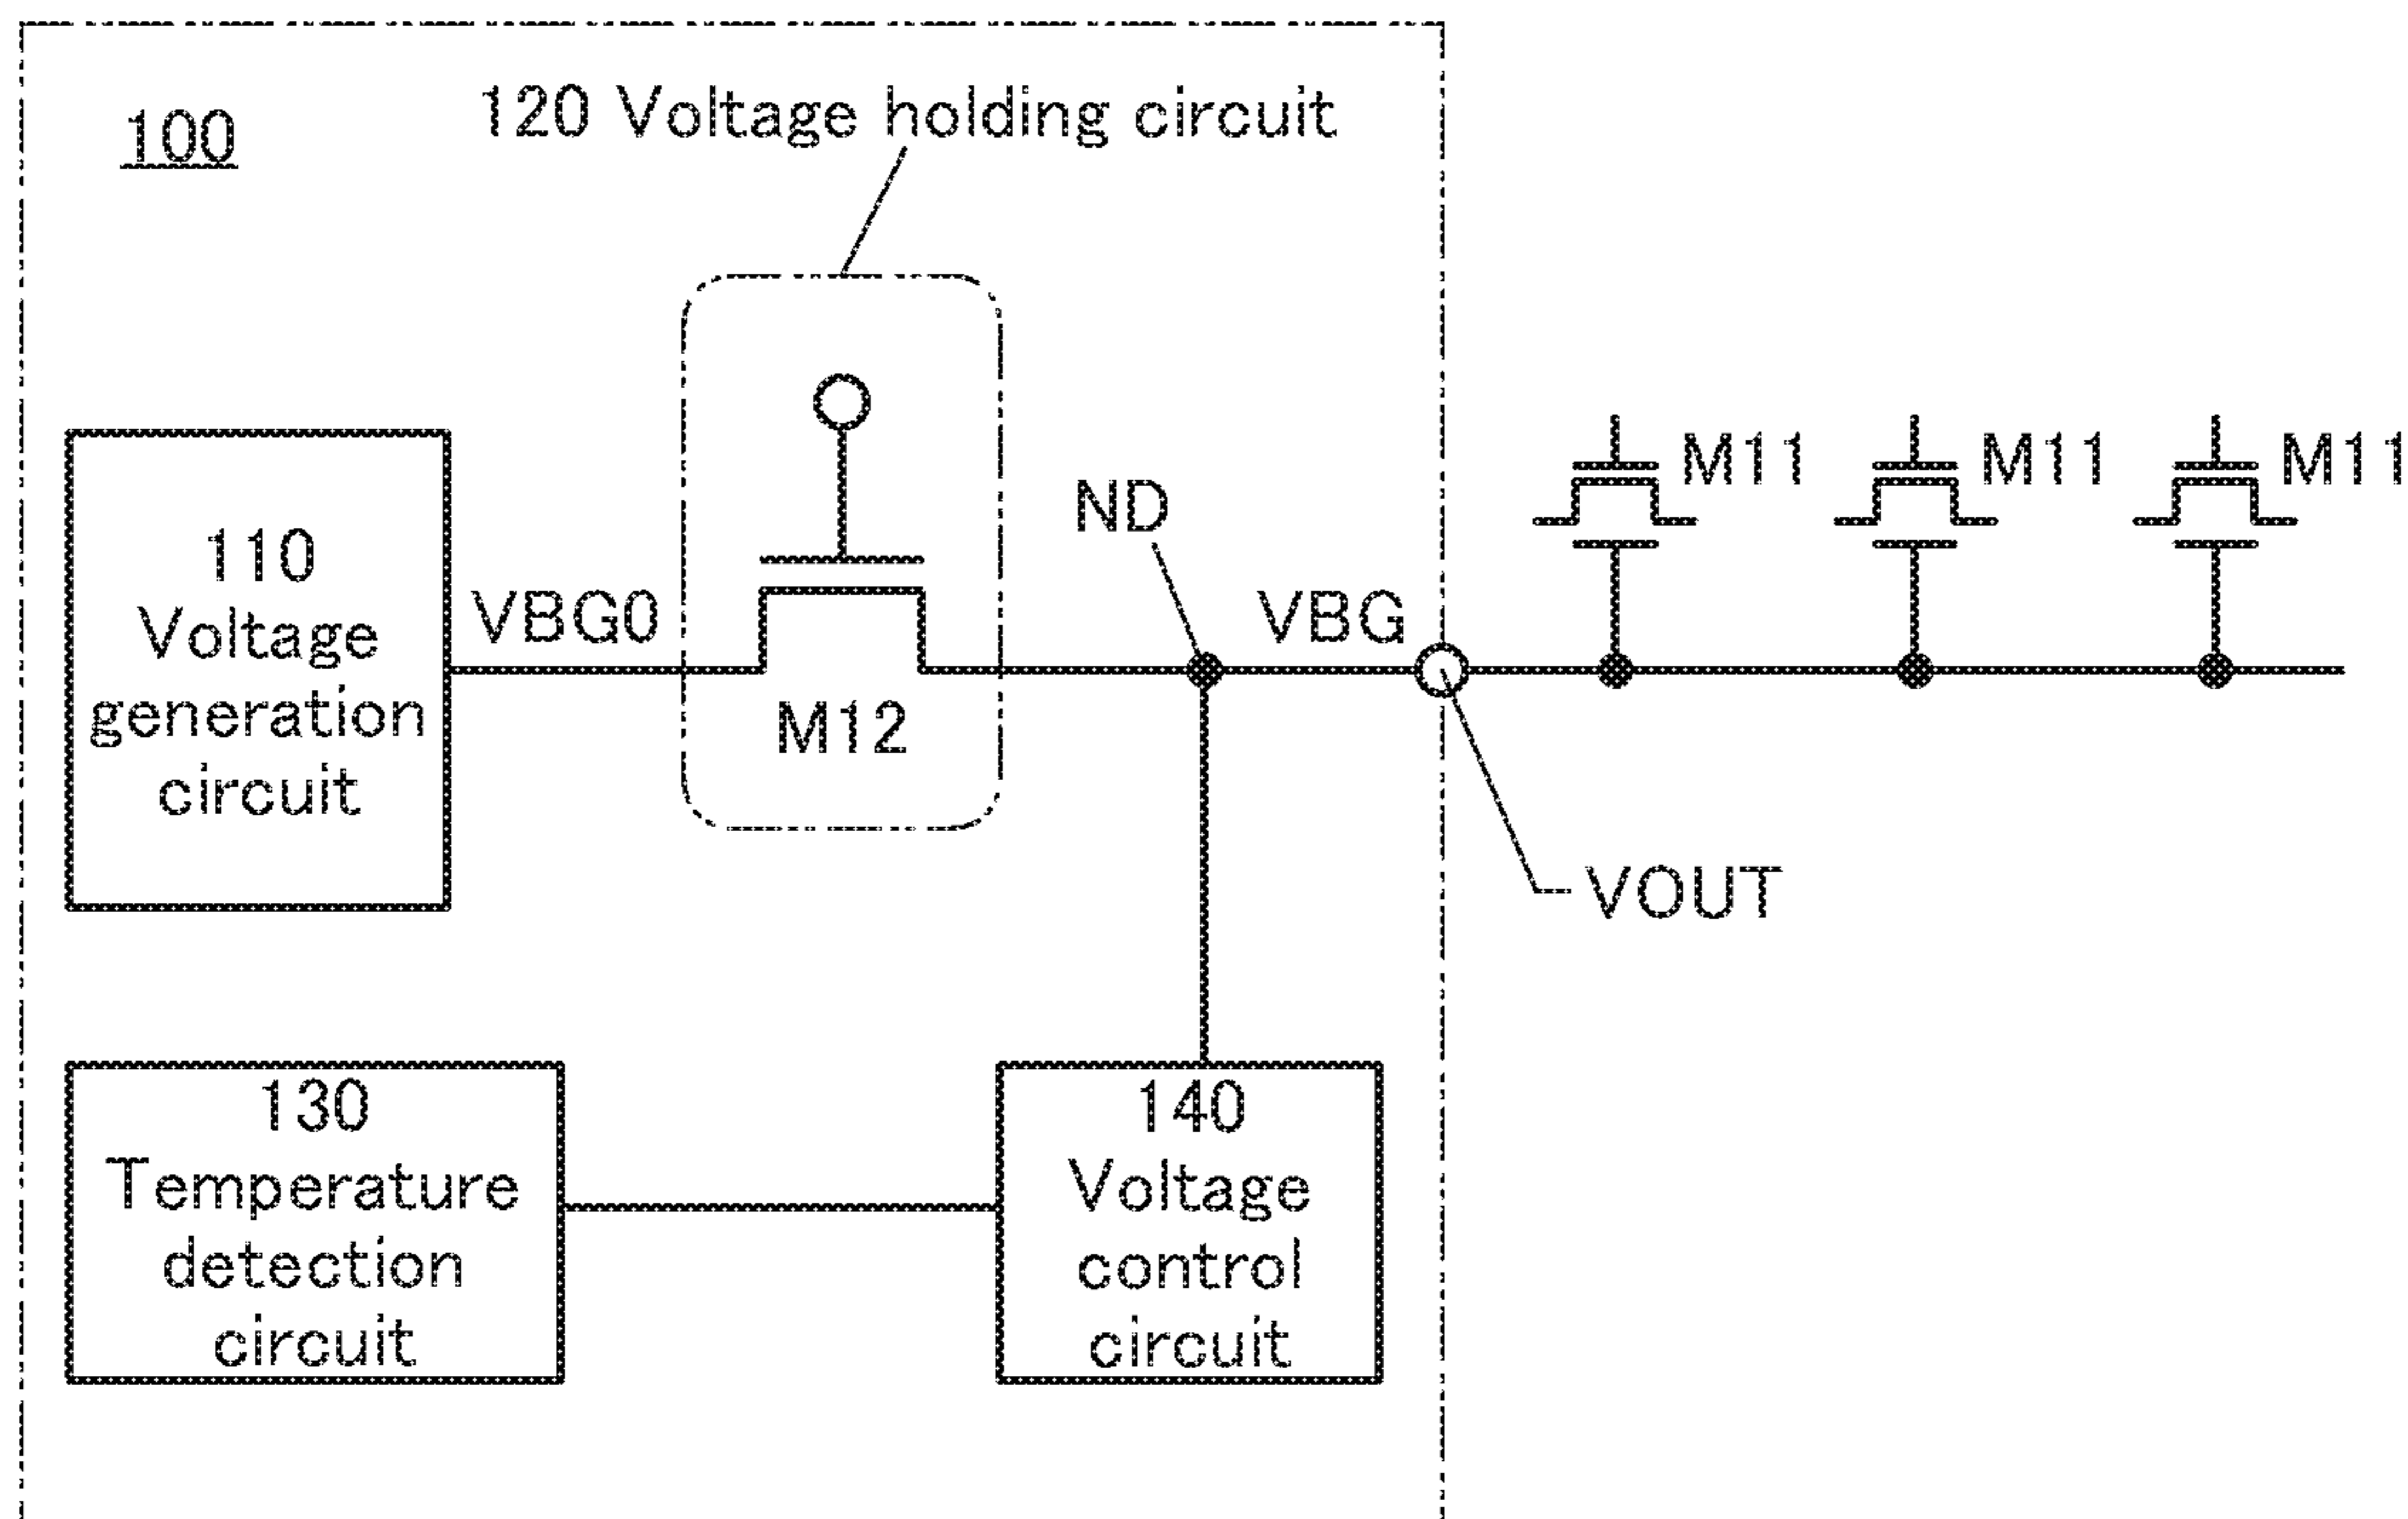 100
120 Voltage holding circuit
M11
M11
M11
ND
110
Voltage
generation
circuit
VBG0
VBG
M12
VOUT
130
Temperature
detection
circuit
140
Voltage
control
circuit